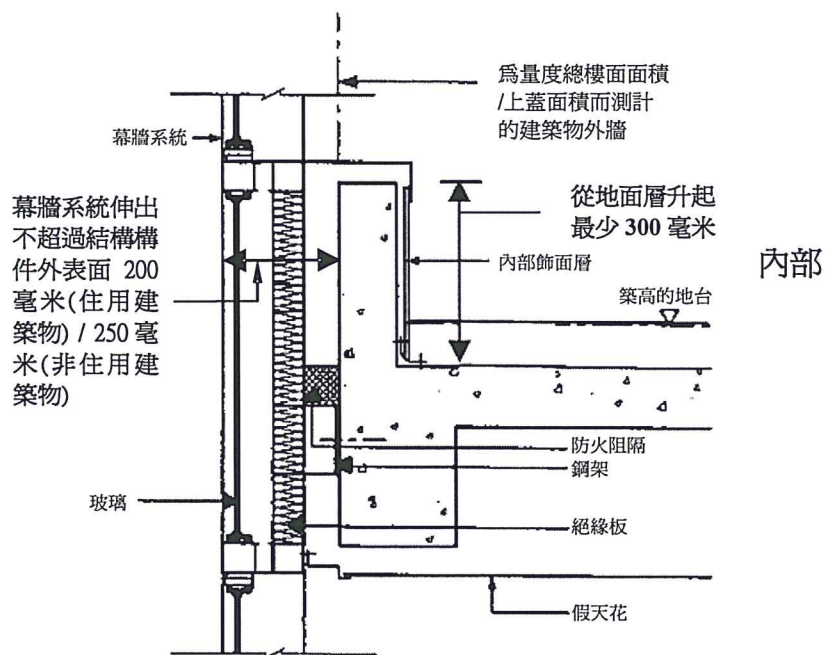 為量度總樓面面積
/上蓋面積而測計
的建築物外牆
幕牆系統
幕牆系統伸出
不超過結構構
件外表面 200
毫米(住用建
築物) / 250 毫
米(非住用建
築物)
從地面層升起
最少 300 毫米
內部飾面層
內部
築高的地台
防火阻隔
鋼架
玻璃
絕緣板
假天花